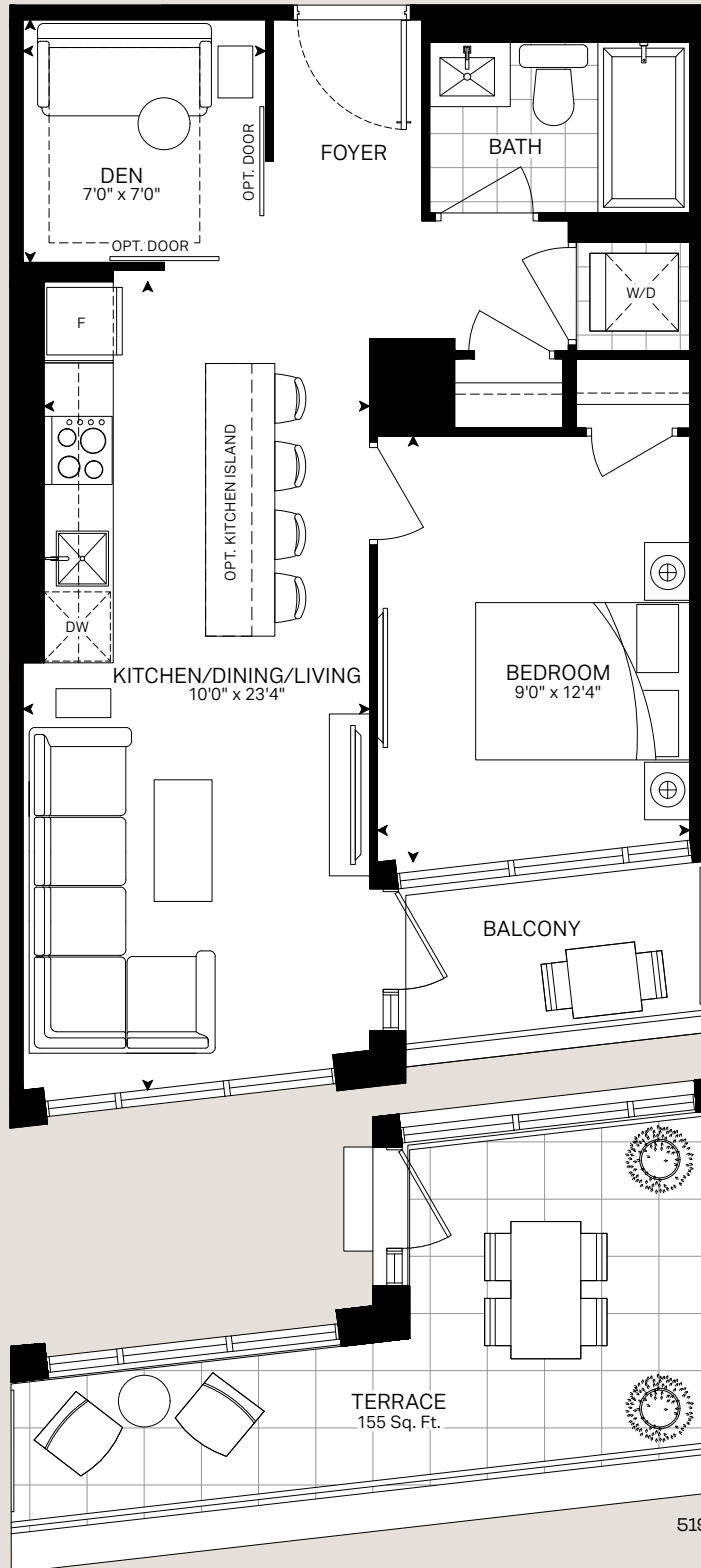 DEN
7'0" x 7'0"
OPT. DOOR
OPT. DOOR
FOYER
BATH
W/D
F
OPT. KITCHEN ISLAND
DW
KITCHEN/DINING/LIVING
10'0" x 23'4"
BEDROOM
9'0" x 12'4"
BALCONY
TERRACE
155 Sq. Ft.
519